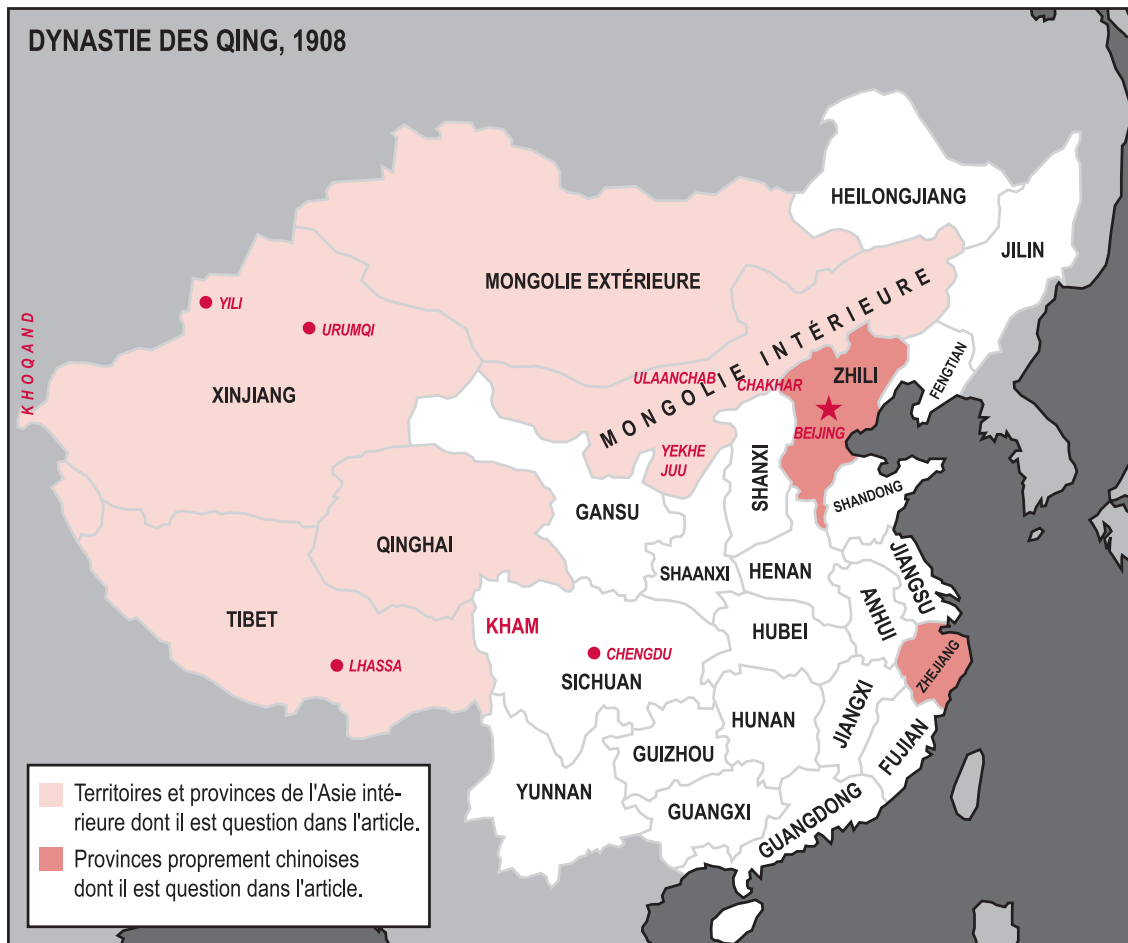 DYNASTIE DES QING, 1908
HEILONGJIANG
JILIN
MONGOLIE EXTÉRIEURE
MONGOLIE INTÉRIEURE
KHOQAND
YILI
URUMQI
XINJIANG
ULAANCHAB
CHAKHAR
ZHILI
FENGTIAN
BEIJING
YEKHE
JUU
SHANXI
SHANDONG
GANSU
QINGHAI
SHAANXI
HENAN
JIANGSU
ANHUI
TIBET
KHAM
HUBEI
LHASSA
CHENGDU
SICHUAN
ZHEJIANG
HUNAN
JIANGXI
GUIZHOU
FUJIAN
YUNNAN
GUANGXI
GUANGDONG
Territoires et provinces de l'Asie inté-
rieure dont il est question dans l'article.
Provinces proprement chinoises
dont il est question dans l'article.